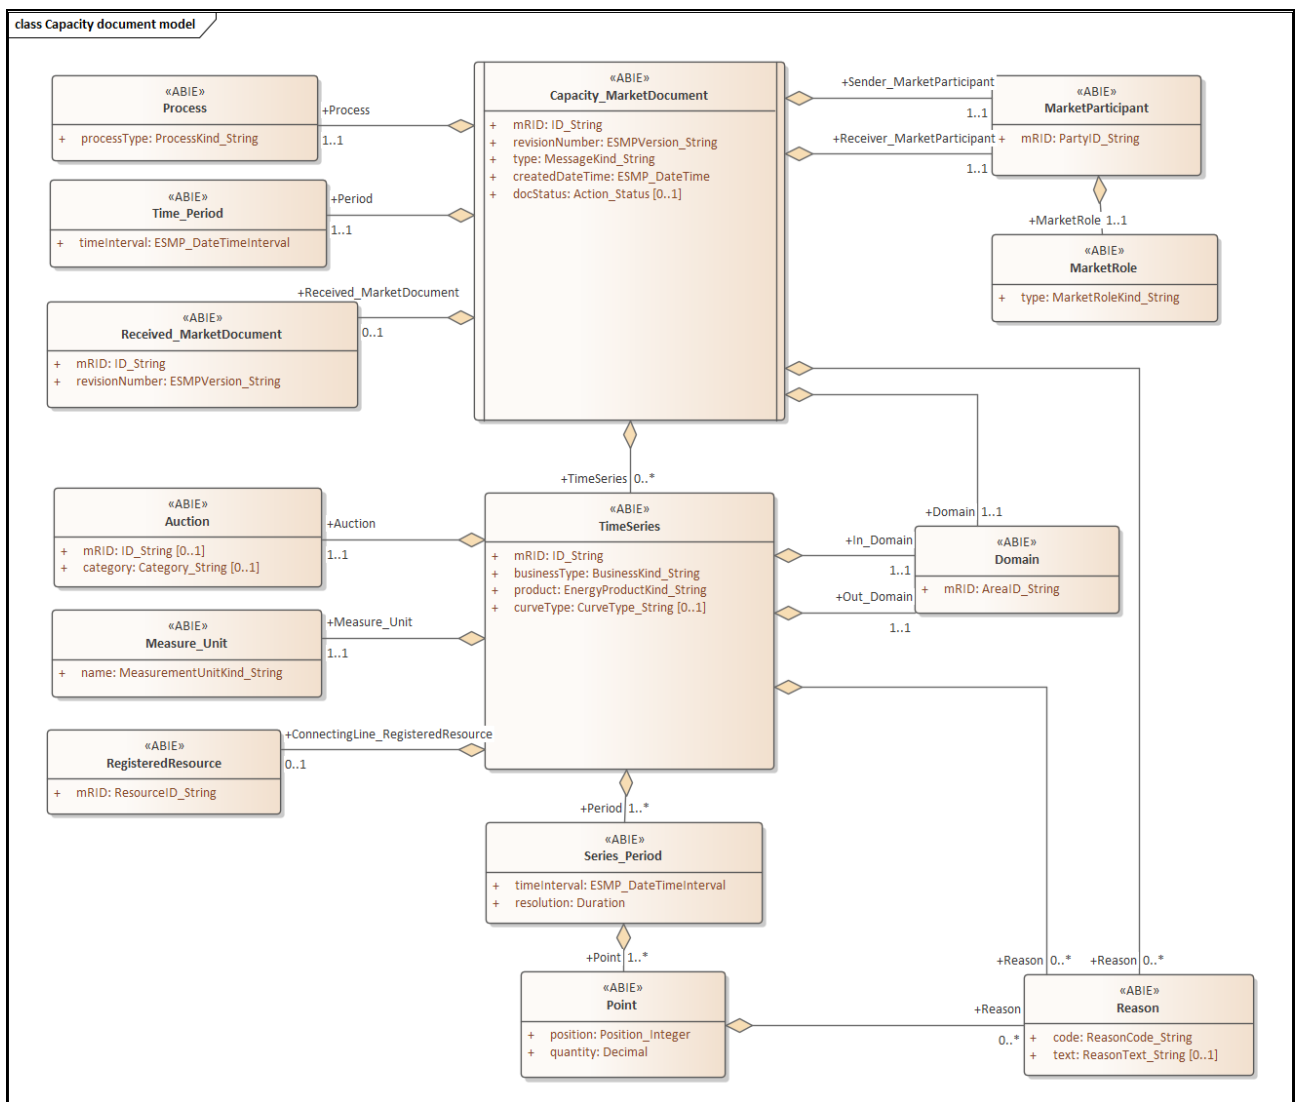 class Capacity document model
«ABIE»
Process
+ processType: ProcessKind_String
+Process
1..1
«ABIE»
Time_Period
+ timeInterval: ESMP_DateTimeInterval
+Period
1..1
«ABIE»
Received_MarketDocument
+ mRID: ID_String
+ revisionNumber: ESMPVersion_String
+Received_MarketDocument
0..1
«ABIE»
Capacity_MarketDocument
+ mRID: ID_String
+ revisionNumber: ESMPVersion_String
+ type: MessageKind_String
+ createdDateTime: ESMP_DateTime
+ docStatus: Action_Status [0..1]
+Sender_MarketParticipant
1..1
+Receiver_MarketParticipant
1..1
«ABIE»
MarketParticipant
+ mRID: PartyID_String
+MarketRole 1..1
«ABIE»
MarketRole
+ type: MarketRoleKind_String
+TimeSeries 0..*
«ABIE»
Auction
+ mRID: ID_String [0..1]
+ category: Category_String [0..1]
+Auction
1..1
«ABIE»
Measure_Unit
+ name: MeasurementUnitKind_String
+Measure_Unit
1..1
«ABIE»
RegisteredResource
+ mRID: ResourceID_String
+ConnectingLine_RegisteredResource
0..1
«ABIE»
TimeSeries
+ mRID: ID_String
+ businessType: BusinessKind_String
+ product: EnergyProductKind_String
+ curveType: CurveType_String [0..1]
+Domain 1..1
+In_Domain
1..1
+Out_Domain
1..1
«ABIE»
Domain
+ mRID: AreaID_String
+Period 1..*
«ABIE»
Series_Period
+ timeInterval: ESMP_DateTimeInterval
+ resolution: Duration
+Point 1..*
«ABIE»
Point
+ position: Position_Integer
+ quantity: Decimal
+Reason 0..*
+Reason 0..*
+Reason
0..*
«ABIE»
Reason
+ code: ReasonCode_String
+ text: ReasonText_String [0..1]